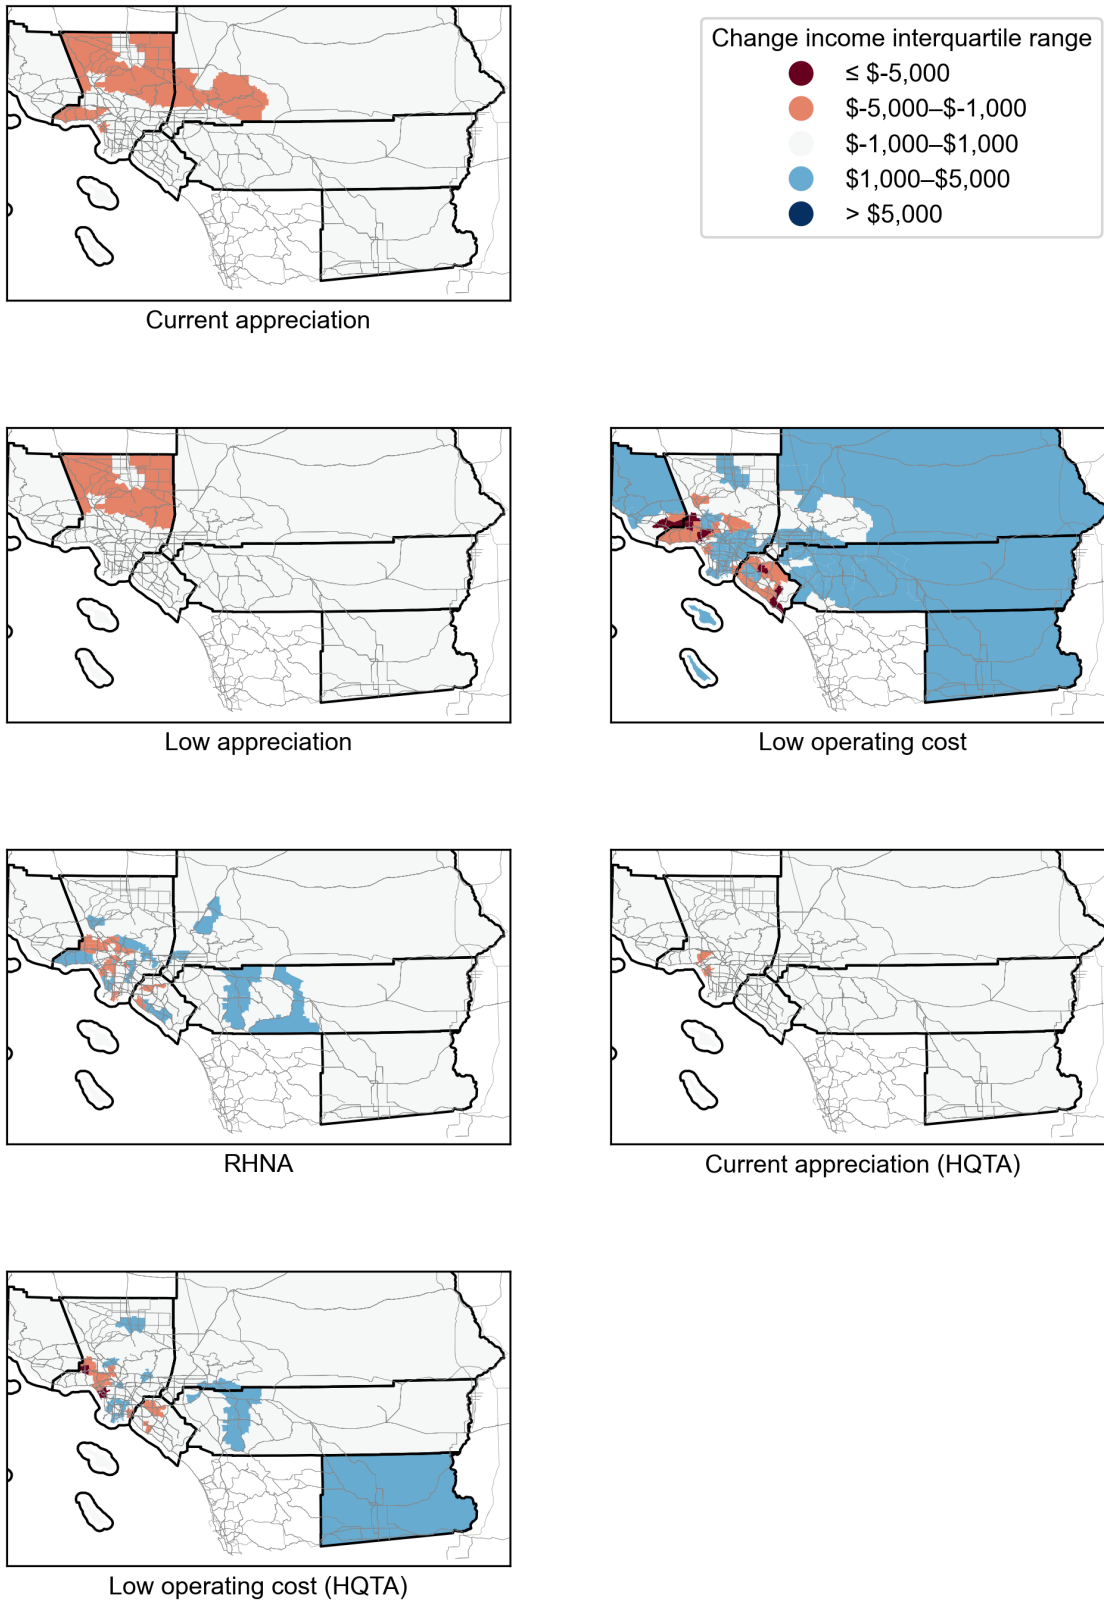 Change income interquartile range
≤ $-5,000
$-5,000–$-1,000
$-1,000–$1,000
$1,000–$5,000
> $5,000
Current appreciation
Low appreciation
Low operating cost
RHNA
Current appreciation (HQTA)
Low operating cost (HQTA)